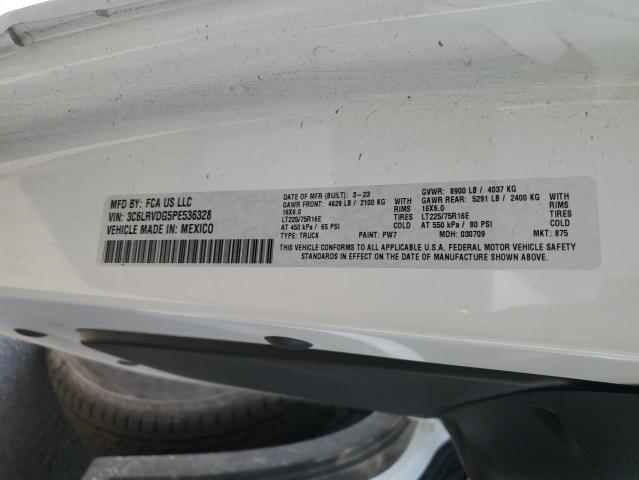 MFD BY: FCA US LLC
VIN: 3C6LRVDG5PE536328
VEHICLE MADE IN: MEXICO
DATE OF MFR (BUILT): 3-23
GAWR FRONT: 4629 LB / 2100 KG WITH
16X6.0 RIMS
LT225/75R16E TIRES
AT 450 kPa / 65 PSI COLD
TYPE: TRUCK PAINT: PW7
GVWR: 8900 LB / 4037 KG
GAWR REAR: 5291 LB / 2400 KG WITH
16X6.0 RIMS
LT225/75R16E TIRES
AT 550 kPa / 80 PSI COLD
MDH: 030709 MKT: 875
THIS VEHICLE CONFORMS TO ALL APPLICABLE U.S.A. FEDERAL MOTOR VEHICLE SAFETY
STANDARDS IN EFFECT ON THE DATE OF MANUFACTURE SHOWN ABOVE.